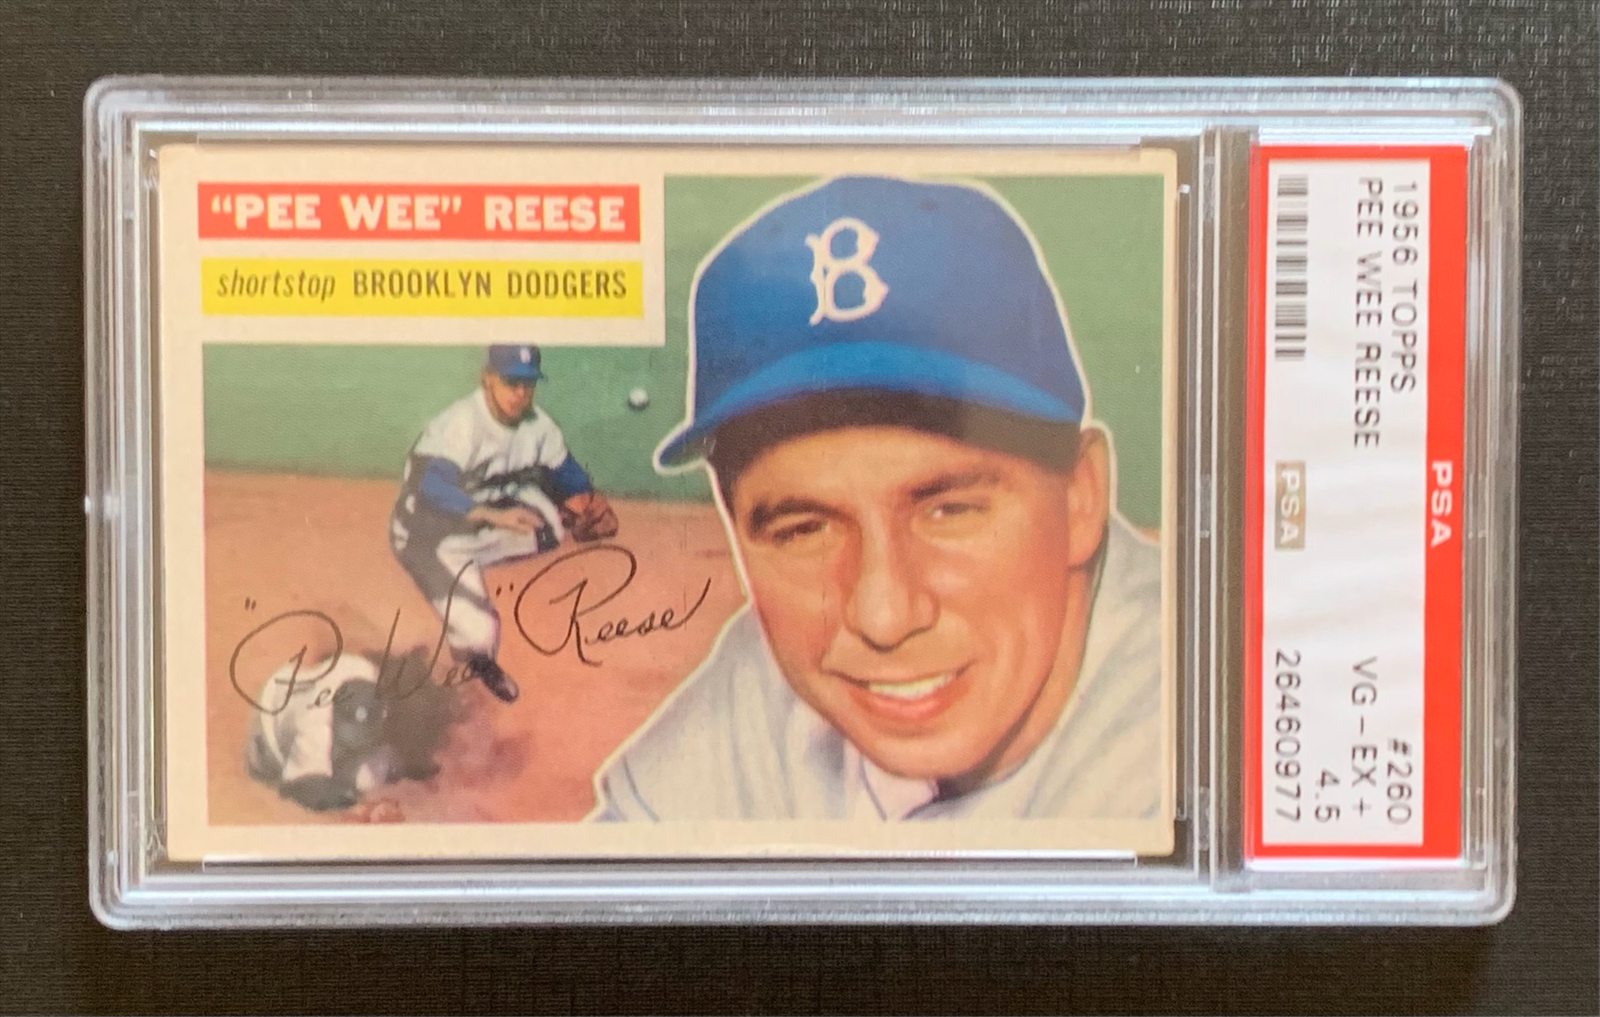 "PEE WEE" REESE
shortstop BROOKLYN DODGERS
B
"Pee Wee" Reese
PSA
1956 TOPPS #260
PEE WEE REESE VG-EX+
4.5
PSA 26460977